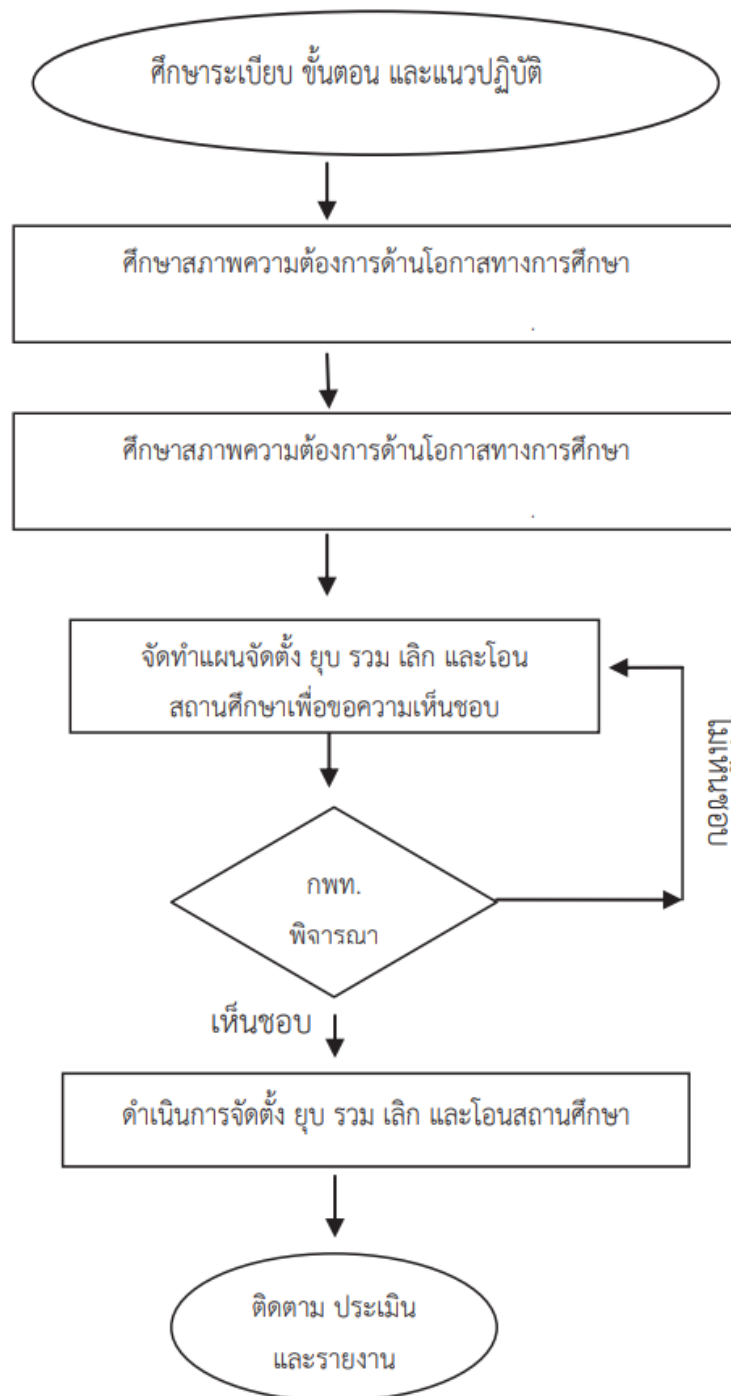 ศึกษาระเบียบ ขั้นตอน และแนวปฏิบัติ
ศึกษาสภาพความต้องการด้านโอกาสทางการศึกษา
.
ศึกษาสภาพความต้องการด้านโอกาสทางการศึกษา
.
จัดทำแผนจัดตั้ง ยุบ รวม เลิก และโอน
สถานศึกษาเพื่อขอความเห็นชอบ
ไม่เห็นชอบ
กพท.
พิจารณา
เห็นชอบ
ดำเนินการจัดตั้ง ยุบ รวม เลิก และโอนสถานศึกษา
ติดตาม ประเมิน
และรายงาน